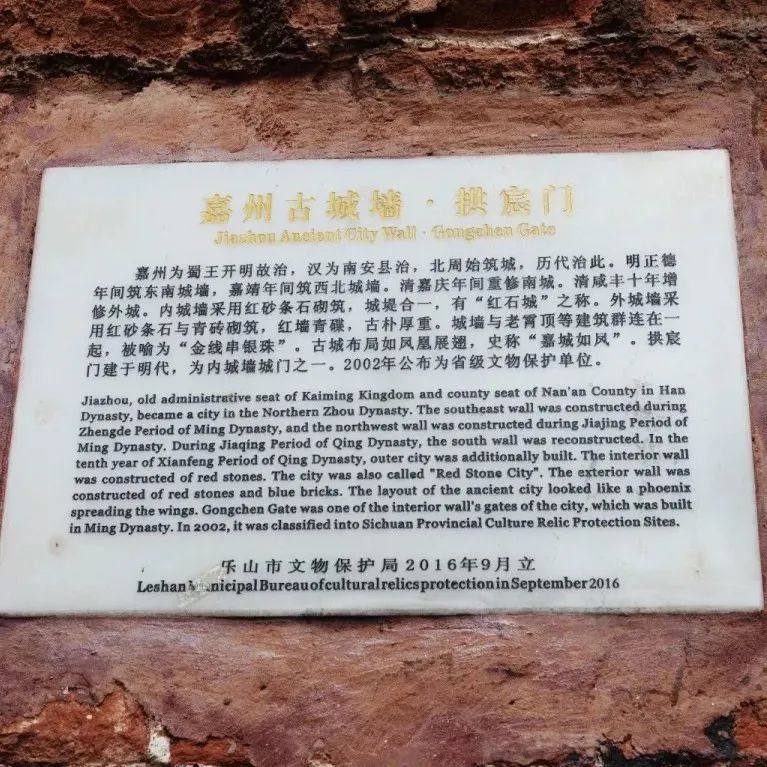 嘉州古城墙·拱宸门
Jiazhou Ancient City Wall · Gongchen Gate
嘉州为蜀王开明故治，汉为南安县治，北周始筑城，历代治此。明正德
年间筑东南城墙，嘉靖年间筑西北城墙。清嘉庆年间重修南城。清咸丰十年增
修外城。内城墙采用红砂条石砌筑，城堤合一，有“红石城”之称。外城墙采
用红砂条石与青砖砌筑，红墙青碟，古朴厚重。城墙与老霄顶等建筑群连在一
起，被喻为“金线串银珠”。古城布局如凤凰展翅，史称“嘉城如凤”。拱宸
门建于明代，为内城墙城门之一。2002年公布为省级文物保护单位。
Jiazhou, old administrative seat of Kaiming Kingdom and county seat of Nan'an County in Han
Dynasty, became a city in the Northern Zhou Dynasty. The southeast wall was constructed during
Zhengde Period of Ming Dynasty, and the northwest wall was constructed during Jiajing Period of
Ming Dynasty. During Jiaqing Period of Qing Dynasty, the south wall was reconstructed. In the
tenth year of Xianfeng Period of Qing Dynasty, outer city was additionally built. The interior wall
was constructed of red stones. The city was also called "Red Stone City". The exterior wall was
constructed of red stones and blue bricks. The layout of the ancient city looked like a phoenix
spreading the wings. Gongchen Gate was one of the interior wall's gates of the city, which was built
in Ming Dynasty. In 2002, it was classified into Sichuan Provincial Culture Relic Protection Sites.
乐山市文物保护局2016年9月立
Leshan Municipal Bureau of cultural relics protection in September 2016